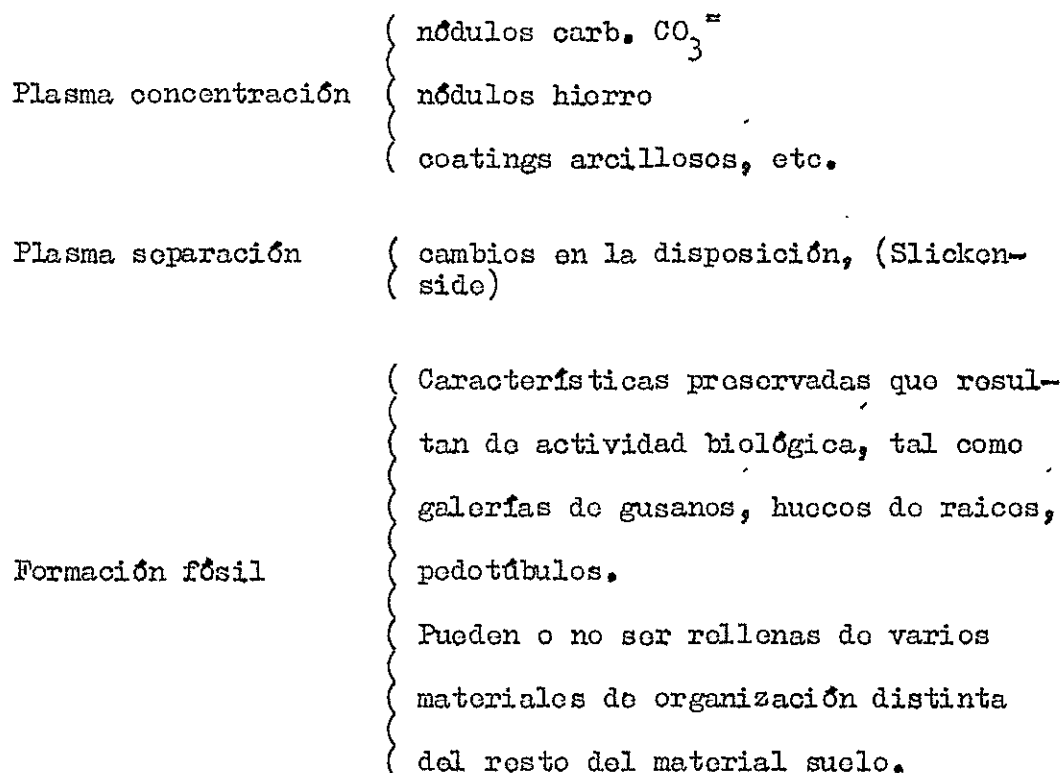 nódulos carb. CO3=
Plasma concentración nódulos hierro
coatings arcillosos, etc.
Plasma separación cambios en la disposición, (Slicken-
side)
Características preservadas que resul-
tan de actividad biológica, tal como
galerías de gusanos, huecos de raices,
Formación fósil pedotúbulos.
Pueden o no ser rellenas de varios
materiales de organización distinta
del resto del material suelo.